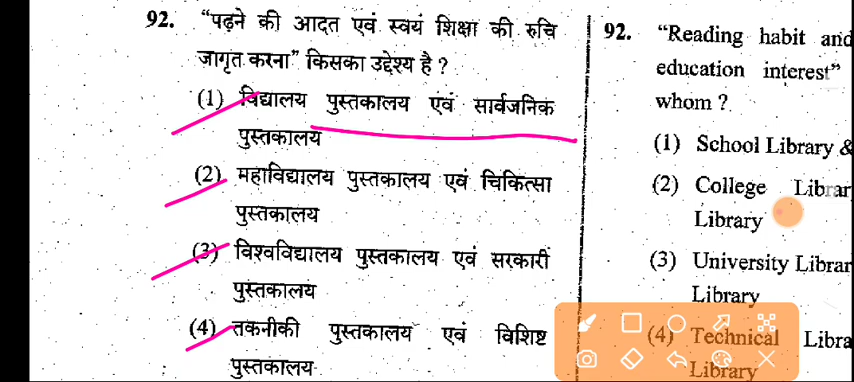 92. “पढ़ने की आदत एवं स्वयं शिक्षा की रुचि
जागृत करना” किसका उद्देश्य है ?
(1) विद्यालय पुस्तकालय एवं सार्वजनिक
पुस्तकालय
(2) महाविद्यालय पुस्तकालय एवं चिकित्सा
पुस्तकालय
(3) विश्वविद्यालय पुस्तकालय एवं सरकारी
पुस्तकालय
(4) तकनीकी पुस्तकालय एवं विशिष्ट
पुस्तकालय
92. “Reading habit and
education interest”
whom ?
(1) School Library &
(2) College Librar
Library
(3) University Librar
Library
(4) Technical Libra
Library